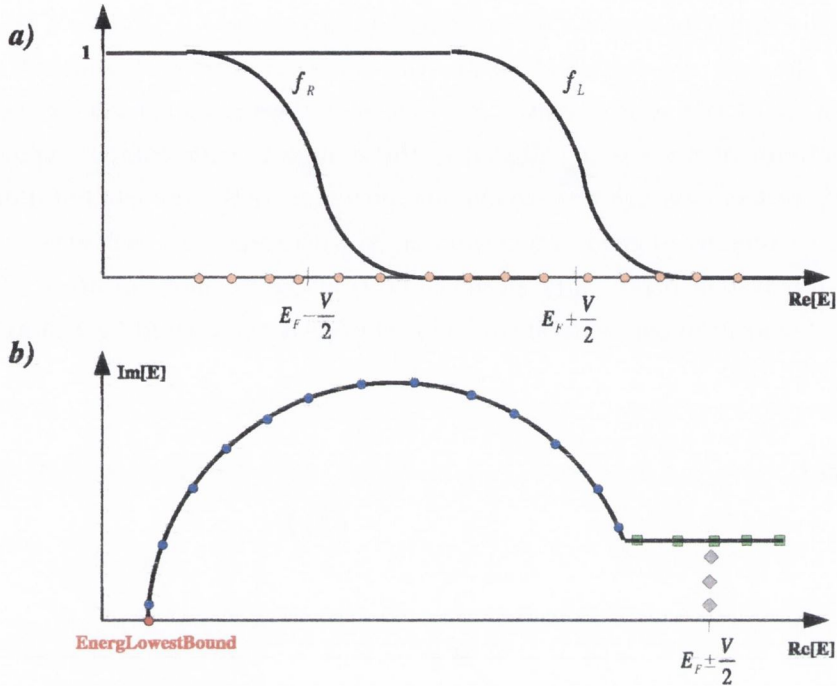 a)
1
f_R
f_L
E_F - V/2
E_F + V/2
Re[E]
b)
Im[E]
EnergLowestBound
E_F ± V/2
Re[E]